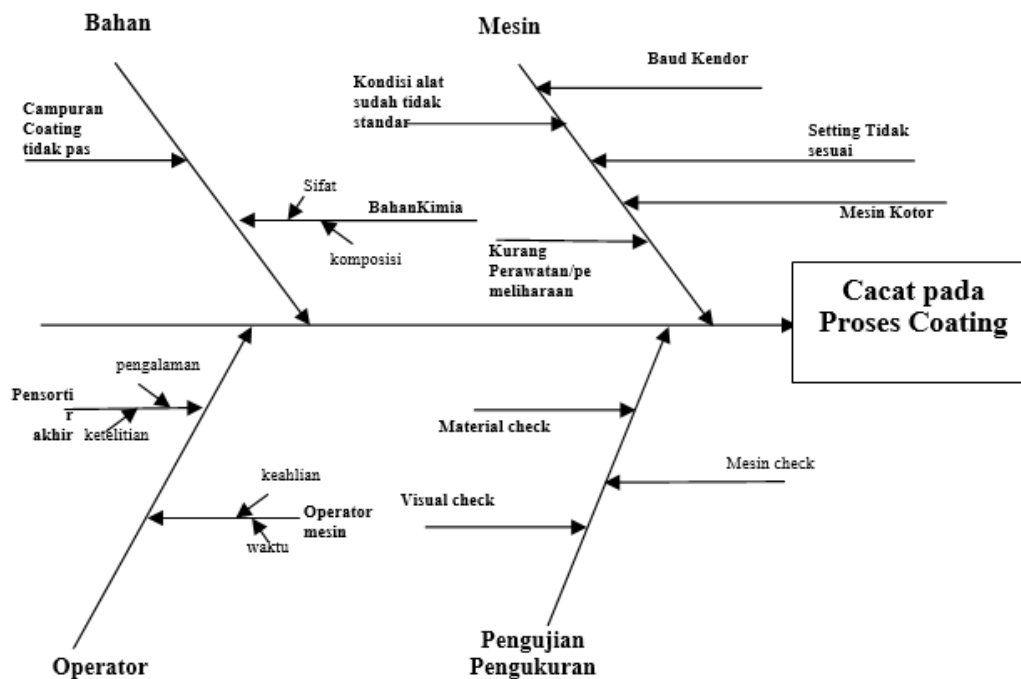 Bahan
Mesin
Baud Kendor
Kondisi alat
sudah tidak
standar
Campuran
Coating
tidak pas
Setting Tidak
sesuai
Sifat
BahanKimia
komposisi
Mesin Kotor
Kurang
Perawatan/pe
meliharaan
Cacat pada
Proses Coating
pengalaman
Pensorti
r
akhir
ketelitian
Material check
Mesin check
keahlian
Operator
mesin
waktu
Visual check
Operator
Pengujian
Pengukuran